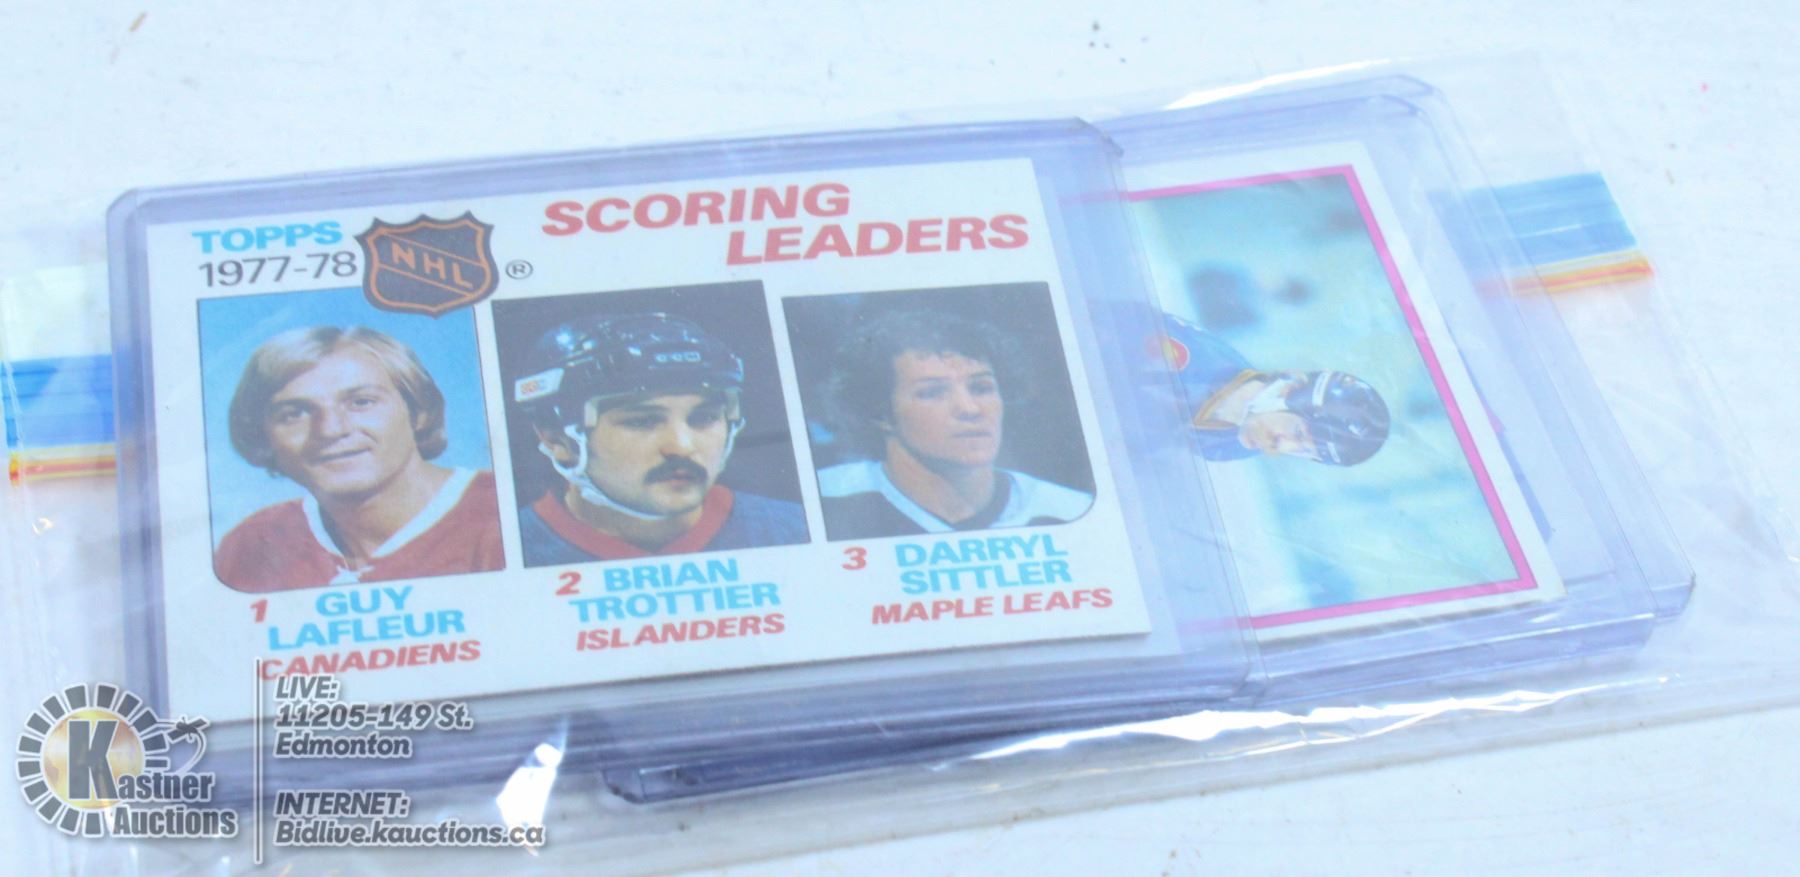 TOPPS
1977-78
NHL
®
SCORING
LEADERS
CCM
1 GUY
LAFLEUR
CANADIENS
2 BRIAN
TROTTIER
ISLANDERS
3 DARRYL
SITTLER
MAPLE LEAFS
Kastner
Auctions
LIVE:
11205-149 St.
Edmonton
INTERNET:
Bidlive.kauctions.ca